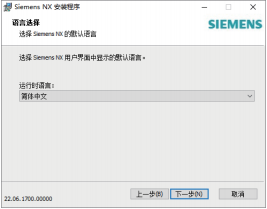 Siemens NX 安装程序
语言选择
选择 Siemens NX 的默认语言
SIEMENS
选择 Siemens NX 用户界面中显示的默认语言。
运行时语言:
简体中文
22.06.1700.00000
上一步(B) 下一步(N) 取消